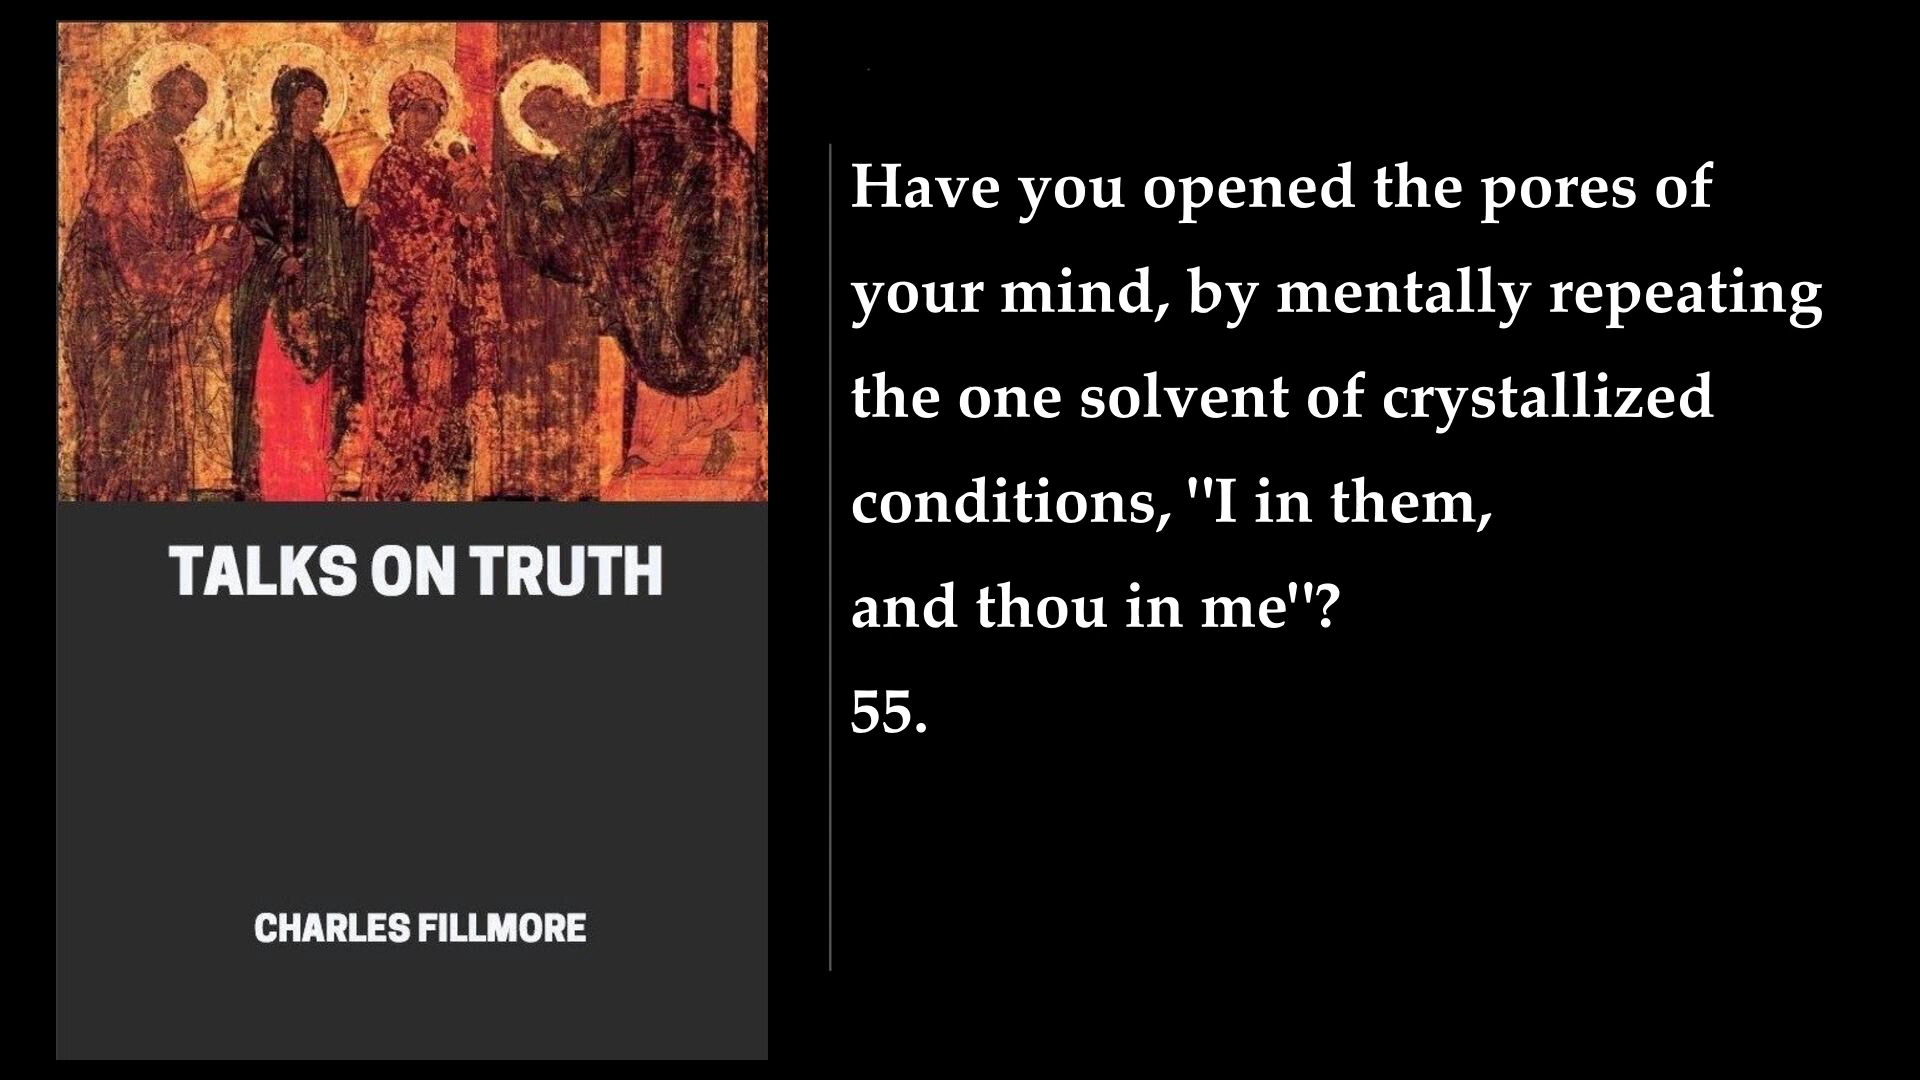 TALKS ON TRUTH
CHARLES FILLMORE
Have you opened the pores of
your mind, by mentally repeating
the one solvent of crystallized
conditions, "I in them,
and thou in me"?
55.